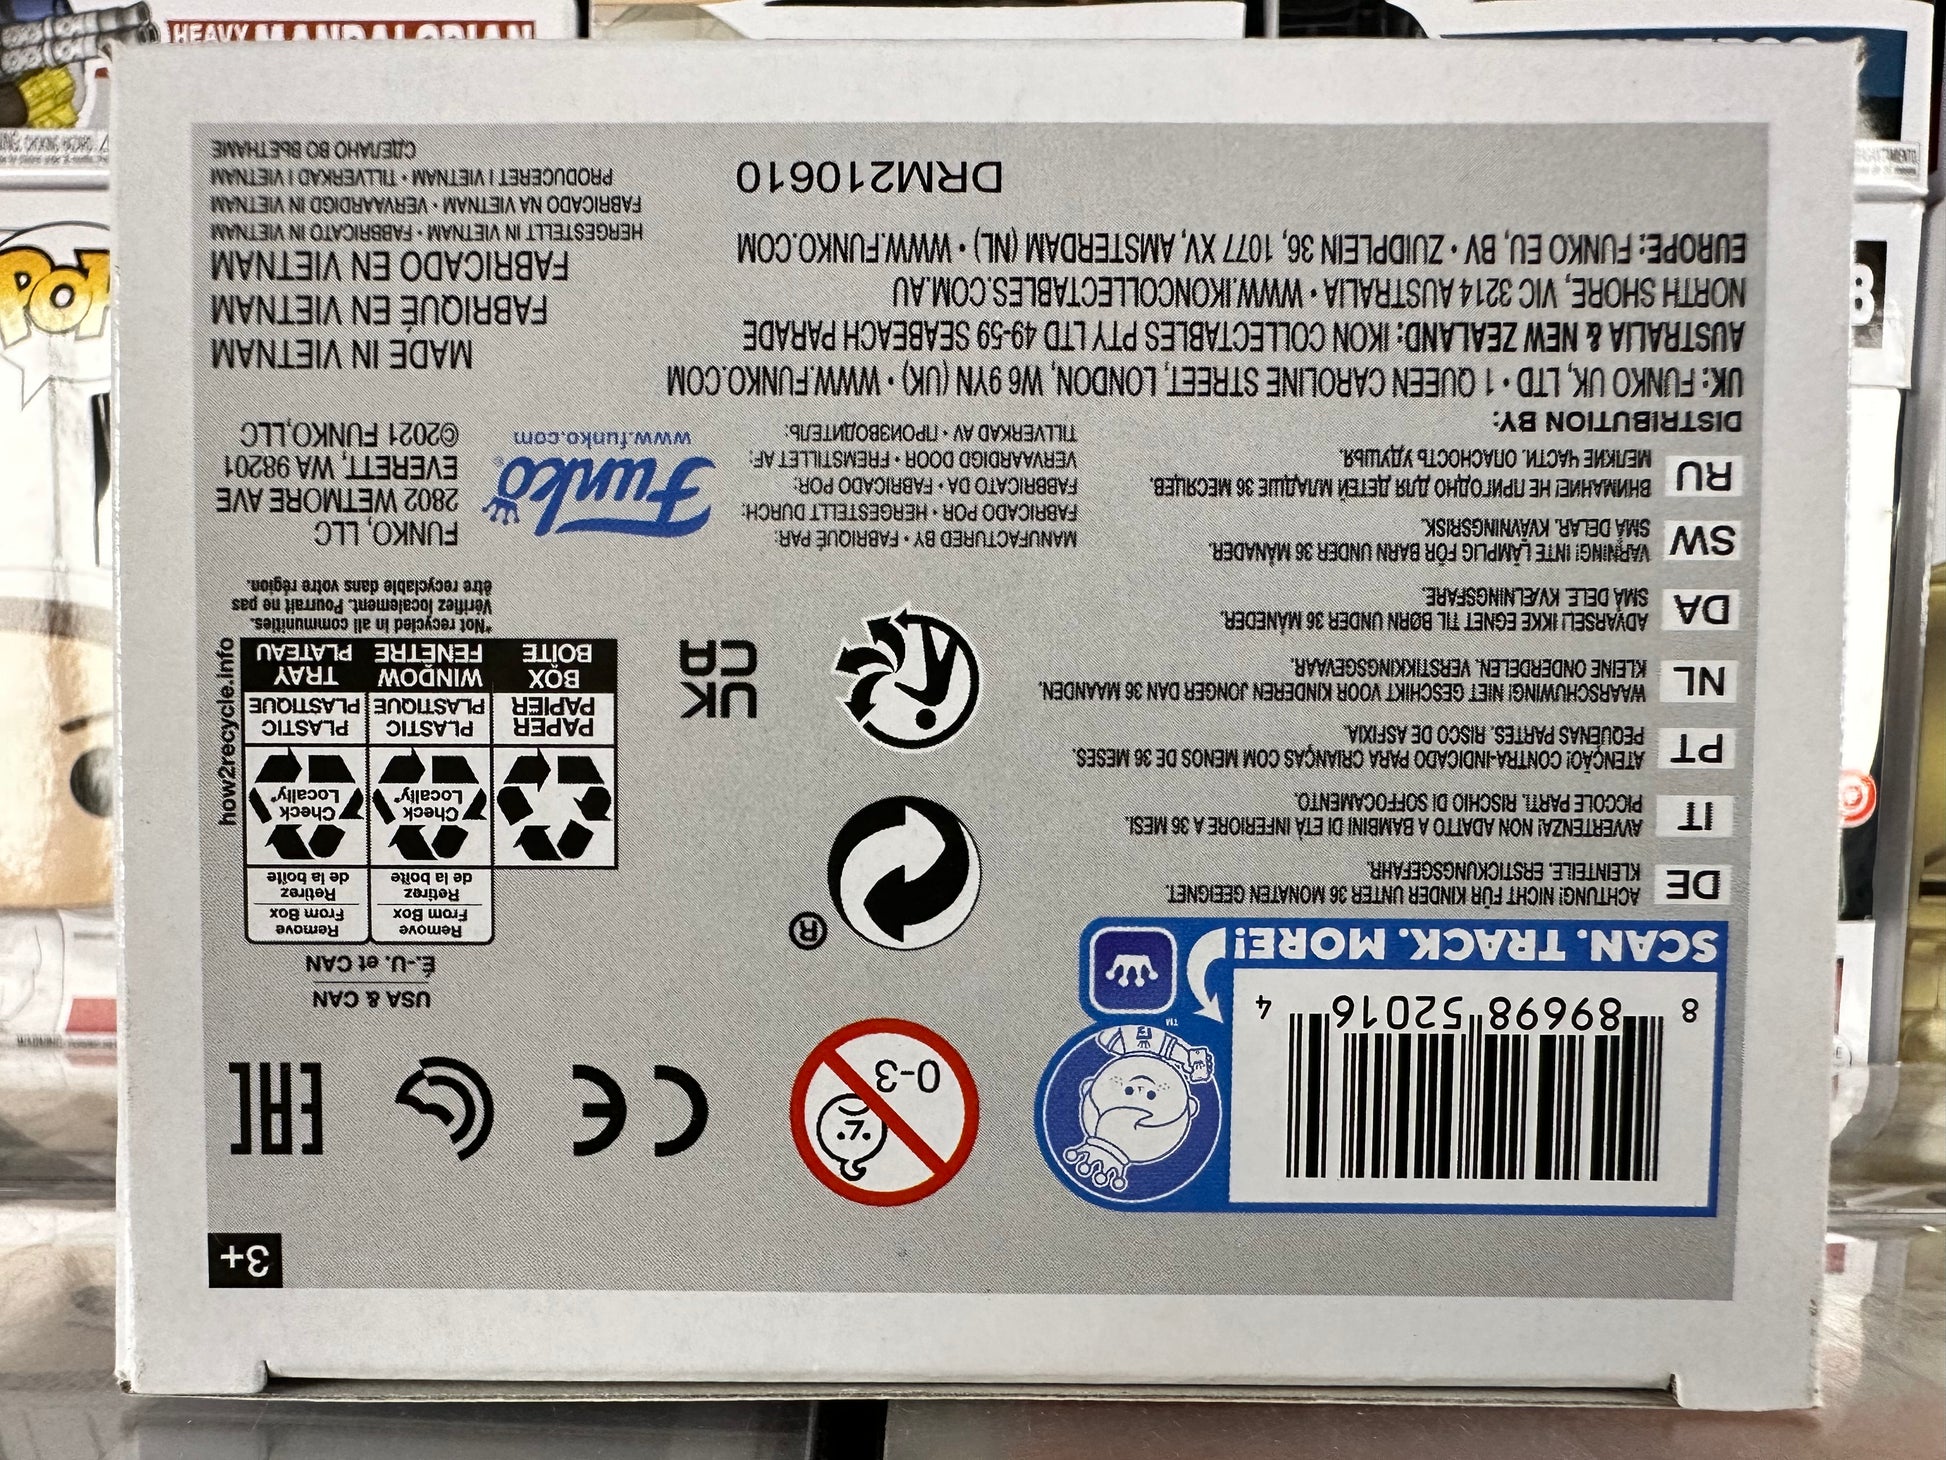 3+
8 89698 52016 4
SCAN. TRACK. MORE!
™
0-3
CE
EAC
USA & CAN
É.-U. et CAN
Remove
From Box
Retirez
de la boîte
Remove
From Box
Retirez
de la boîte
Check
Locally*
Check
Locally*
PAPER
PAPIER
PLASTIC
PLASTIQUE
PLASTIC
PLASTIQUE
BOX
BOÎTE
WINDOW
FENÊTRE
TRAY
PLATEAU
how2recycle.info
*Not recycled in all communities.
Vérifiez localement. Pourrait ne pas
être recyclable dans votre région.
®
UK
CA
DE
ACHTUNG! NICHT FÜR KINDER UNTER 36 MONATEN GEEIGNET.
KLEINTEILE. ERSTICKUNGSGEFAHR.
IT
AVVERTENZA! NON ADATTO A BAMBINI DI ETÀ INFERIORE A 36 MESI.
PICCOLE PARTI. RISCHIO DI SOFFOCAMENTO.
PT
ATENÇÃO! CONTRA-INDICADO PARA CRIANÇAS COM MENOS DE 36 MESES.
PEQUENAS PARTES. RISCO DE ASFIXIA.
NL
WAARSCHUWING! NIET GESCHIKT VOOR KINDEREN JONGER DAN 36 MAANDEN.
KLEINE ONDERDELEN. VERSTIKKINGSGEVAAR.
DA
ADVARSEL! IKKE EGNET TIL BØRN UNDER 36 MÅNEDER.
SMÅ DELE. KVÆLNINGSFARE.
SW
VARNING! INTE LÄMPLIG FÖR BARN UNDER 36 MÅNADER.
SMÅ DELAR. KVÄVNINGSRISK.
RU
ВНИМАНИЕ! НЕ ПРИГОДНО ДЛЯ ДЕТЕЙ МЛАДШЕ 36 МЕСЯЦЕВ.
МЕЛКИЕ ЧАСТИ. ОПАСНОСТЬ УДУШЬЯ.
MANUFACTURED BY • FABRIQUÉ PAR:
FABRICADO POR • HERGESTELLT DURCH:
FABBRICATO DA • FABRICADO POR:
VERVAARDIGD DOOR • FREMSTILLET AF:
TILLVERKAD AV • ПРОИЗВОДИТЕЛЬ:
Funko®
www.funko.com
FUNKO, LLC
2802 WETMORE AVE
EVERETT, WA 98201
©2021 FUNKO,LLC
DISTRIBUTION BY:
UK: FUNKO UK, LTD • 1 QUEEN CAROLINE STREET, LONDON, W6 9YN (UK) • WWW.FUNKO.COM
AUSTRALIA & NEW ZEALAND: IKON COLLECTABLES PTY LTD 49-59 SEABEACH PARADE
NORTH SHORE, VIC 3214 AUSTRALIA • WWW.IKONCOLLECTABLES.COM.AU
EUROPE: FUNKO EU, BV • ZUIDPLEIN 36, 1077 XV, AMSTERDAM (NL) • WWW.FUNKO.COM
DRM210610
MADE IN VIETNAM
FABRIQUÉ EN VIETNAM
FABRICADO EN VIETNAM
HERGESTELLT IN VIETNAM • FABBRICATO IN VIETNAM
FABRICADO NA VIETNAM • VERVAARDIGD IN VIETNAM
PRODUCERET I VIETNAM • TILLVERKAD I VIETNAM
СДЕЛАНО ВО ВЬЕТНАМЕ
HEAVY MANDALORIAN
POP
8